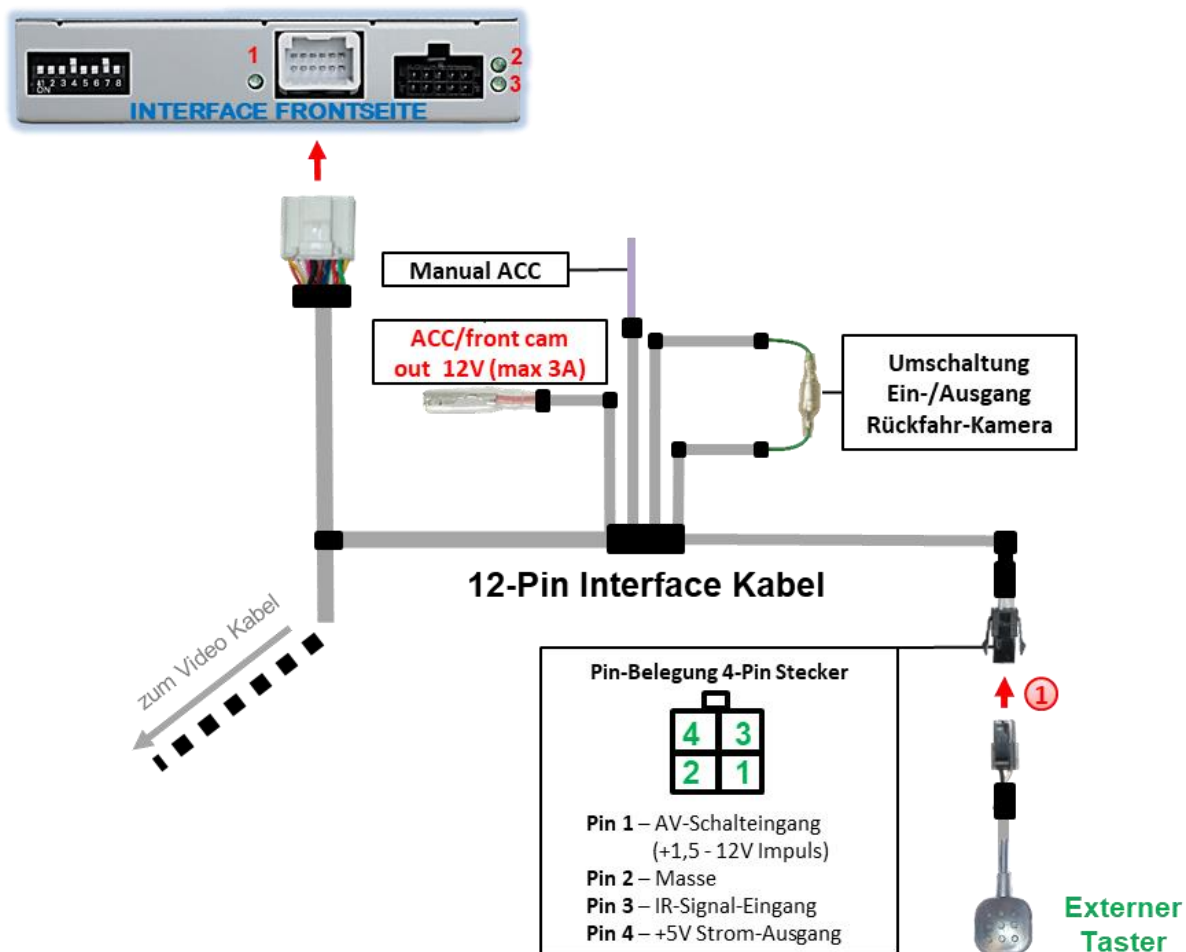 1
2
3
1 2 3 4 5 6 7 8
ON
INTERFACE FRONTSEITE
Manual ACC
ACC/front cam
out 12V (max 3A)
Umschaltung
Ein-/Ausgang
Rückfahr-Kamera
12-Pin Interface Kabel
zum Video Kabel
Pin-Belegung 4-Pin Stecker
4 3
2 1
Pin 1 – AV-Schalteingang
(+1,5 - 12V Impuls)
Pin 2 – Masse
Pin 3 – IR-Signal-Eingang
Pin 4 – +5V Strom-Ausgang
1
Externer
Taster